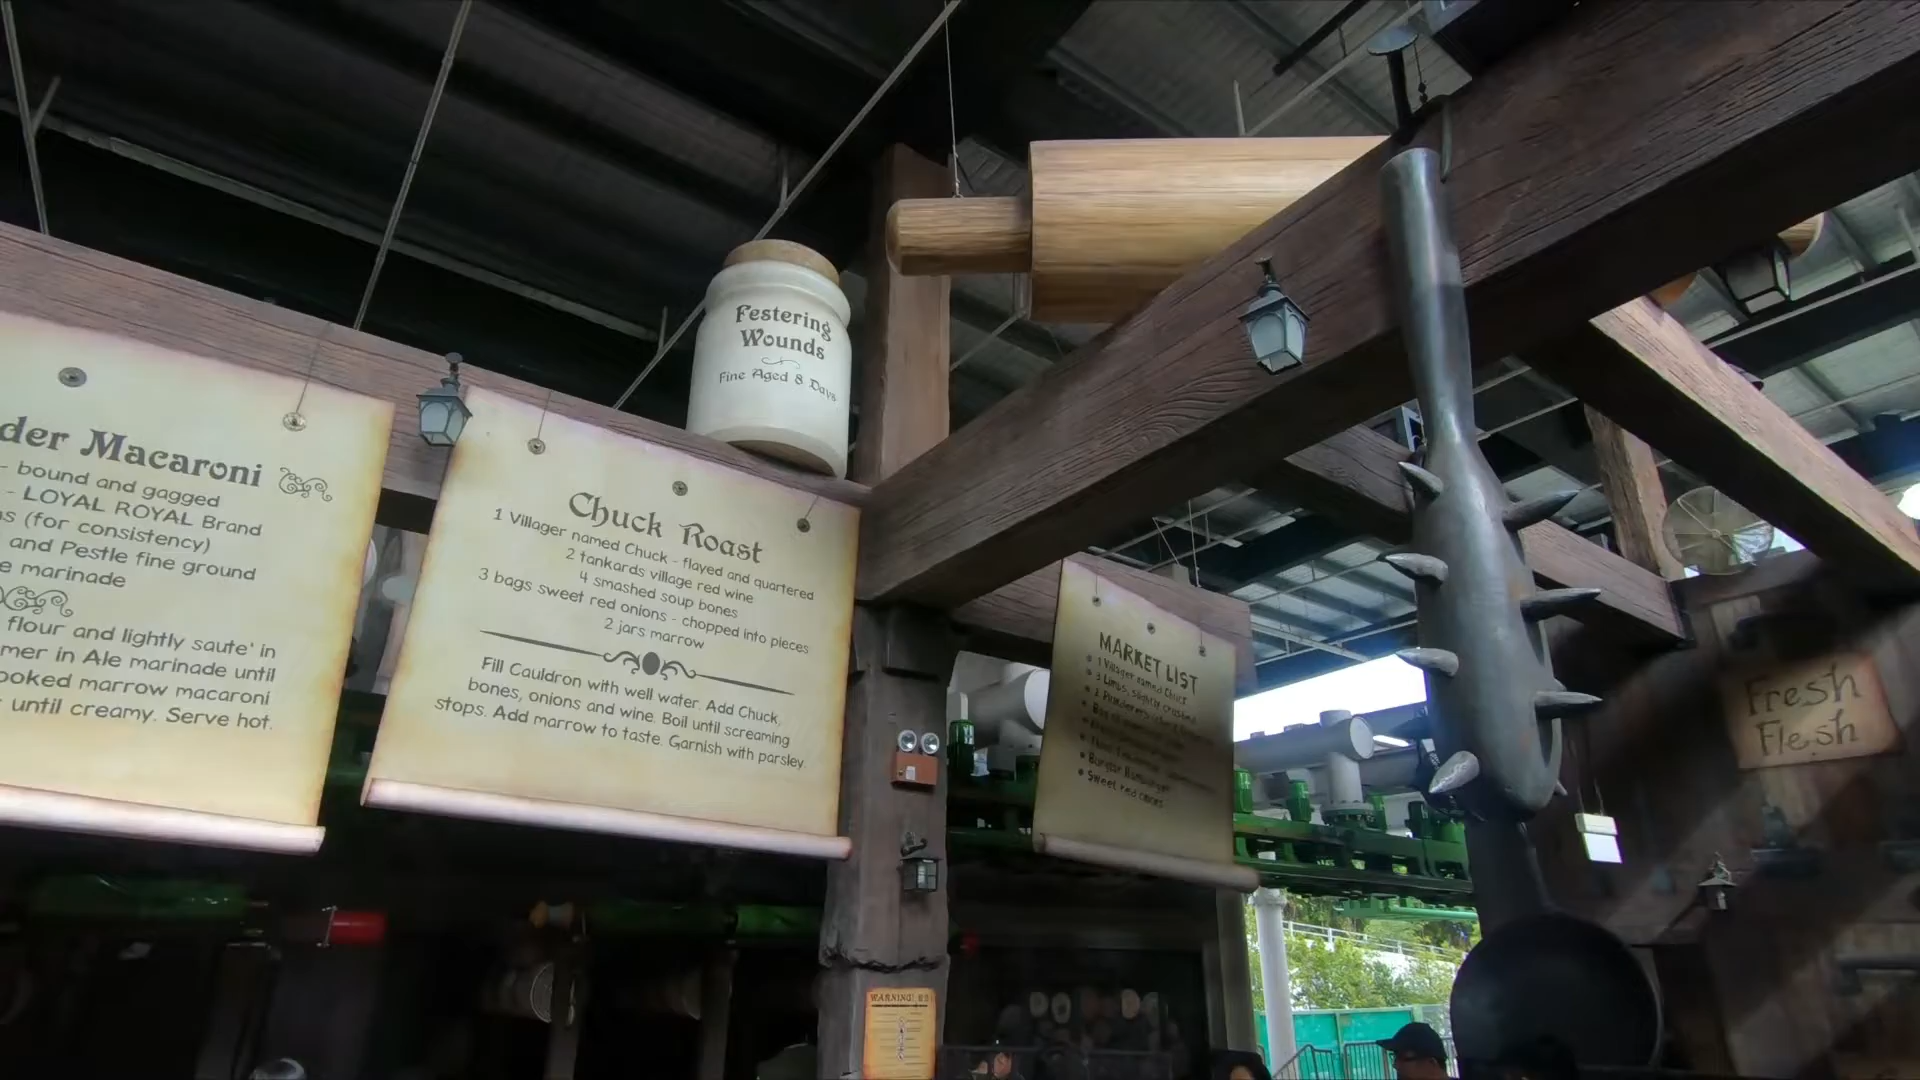 der Macaroni
- bound and gagged
- LOYAL ROYAL Brand
ns (for consistency)
and Pestle fine ground
e marinade
flour and lightly saute' in
mer in Ale marinade until
ooked marrow macaroni
until creamy. Serve hot.
Festering
Wounds
Fine Aged 8 Days
Chuck Roast
1 Villager named Chuck - flayed and quartered
2 tankards village red wine
4 smashed soup bones
3 bags sweet red onions - chopped into pieces
2 jars marrow
Fill Cauldron with well water. Add Chuck,
bones, onions and wine. Boil until screaming
stops. Add marrow to taste. Garnish with parsley.
MARKET LIST
1 Villager named Chuck
3 Limbs, slightly crushed
Sweet red onions
Fresh
Flesh
WARNING!